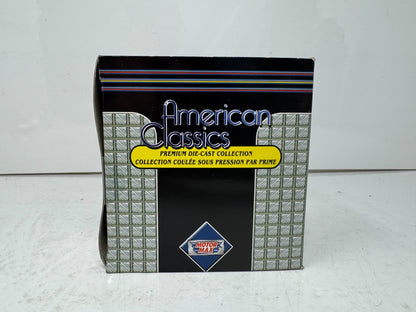 American
Classics
PREMIUM DIE-CAST COLLECTION
COLLECTION COULÉE SOUS PRESSION PAR PRIME
MOTOR
MAX